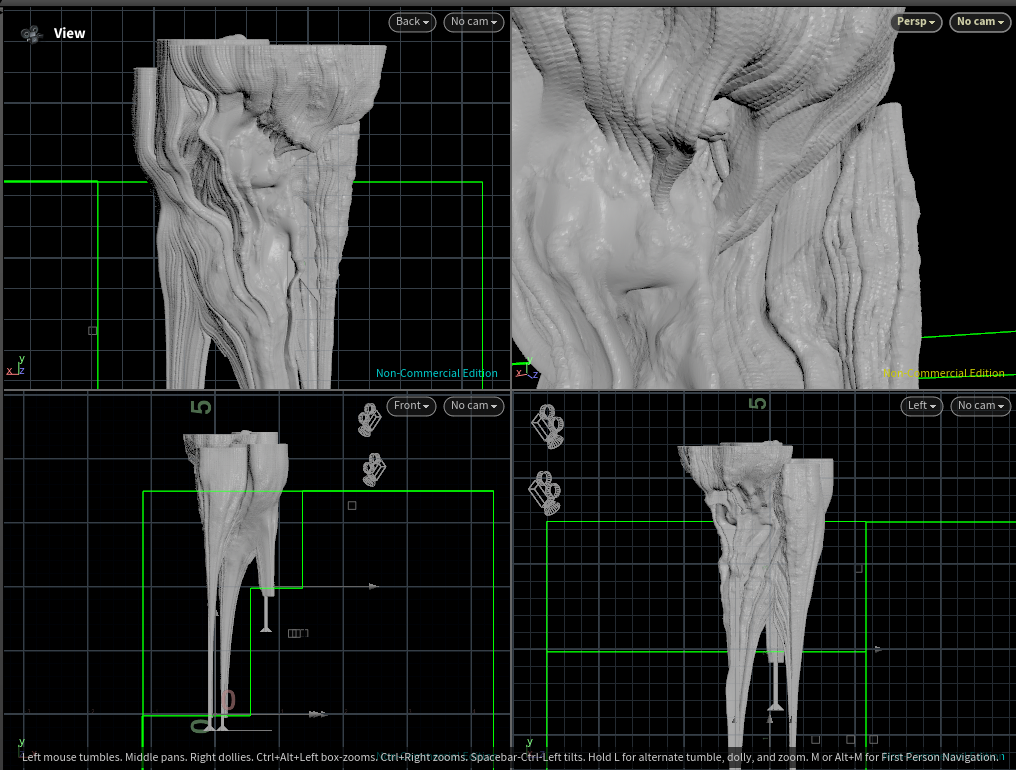 View
Back
No cam
Persp
No cam
y
x z
Non-Commercial Edition
y
x z
Non-Commercial Edition
5
Front
No cam
5
Left
No cam
0
0
y
y
Left mouse tumbles. Middle pans. Right dollies. Ctrl+Alt+Left box-zooms. Ctrl+Right zooms. Spacebar-Ctrl-Left tilts. Hold L for alternate tumble, dolly, and zoom. M or Alt+M for First Person Navigation.